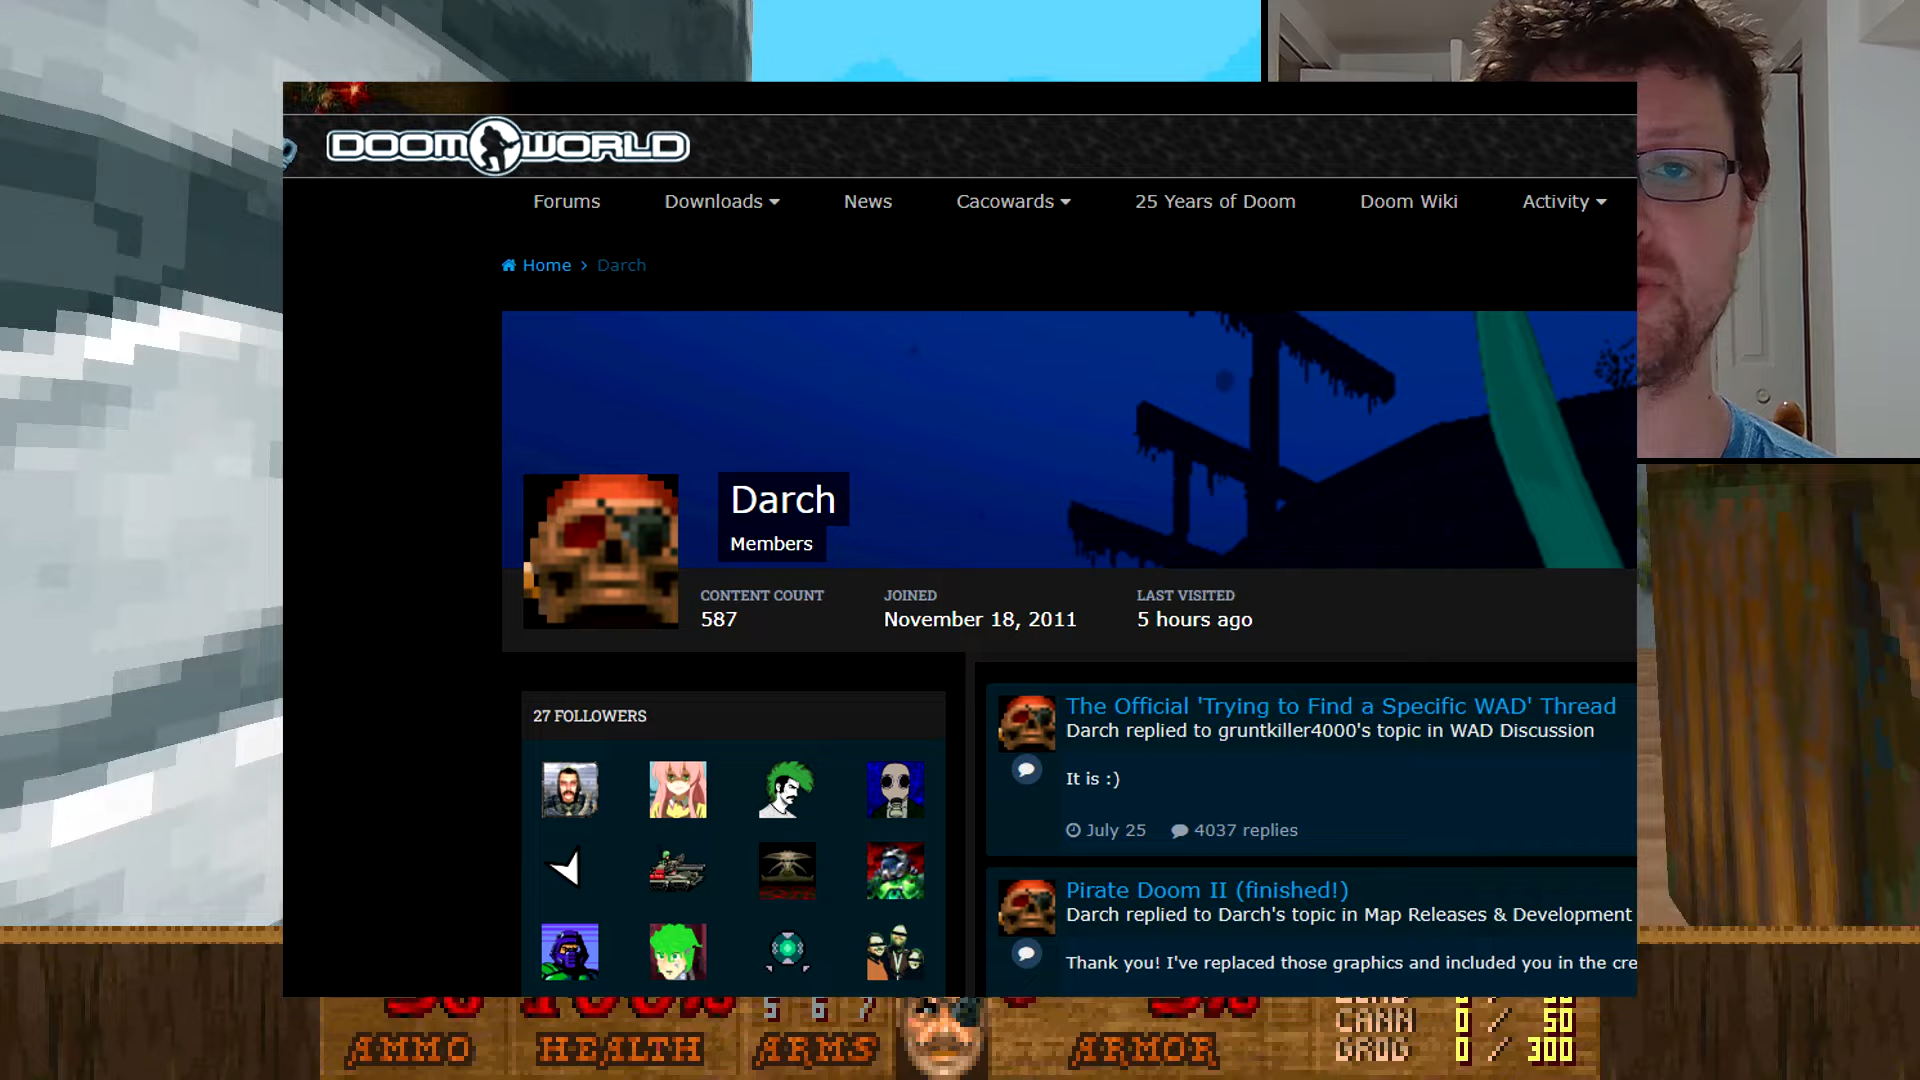 DOOMWORLD
Forums Downloads News Cacowards 25 Years of Doom Doom Wiki Activity
Home > Darch
Darch
Members
CONTENT COUNT JOINED LAST VISITED
587 November 18, 2011 5 hours ago
27 FOLLOWERS
The Official 'Trying to Find a Specific WAD' Thread
Darch replied to gruntkiller4000's topic in WAD Discussion
It is :)
July 25 4037 replies
Pirate Doom II (finished!)
Darch replied to Darch's topic in Map Releases & Development
Thank you! I've replaced those graphics and included you in the cre
CANN 0 / 50
GROG 0 / 300
AMMO HEALTH ARMS ARMOR